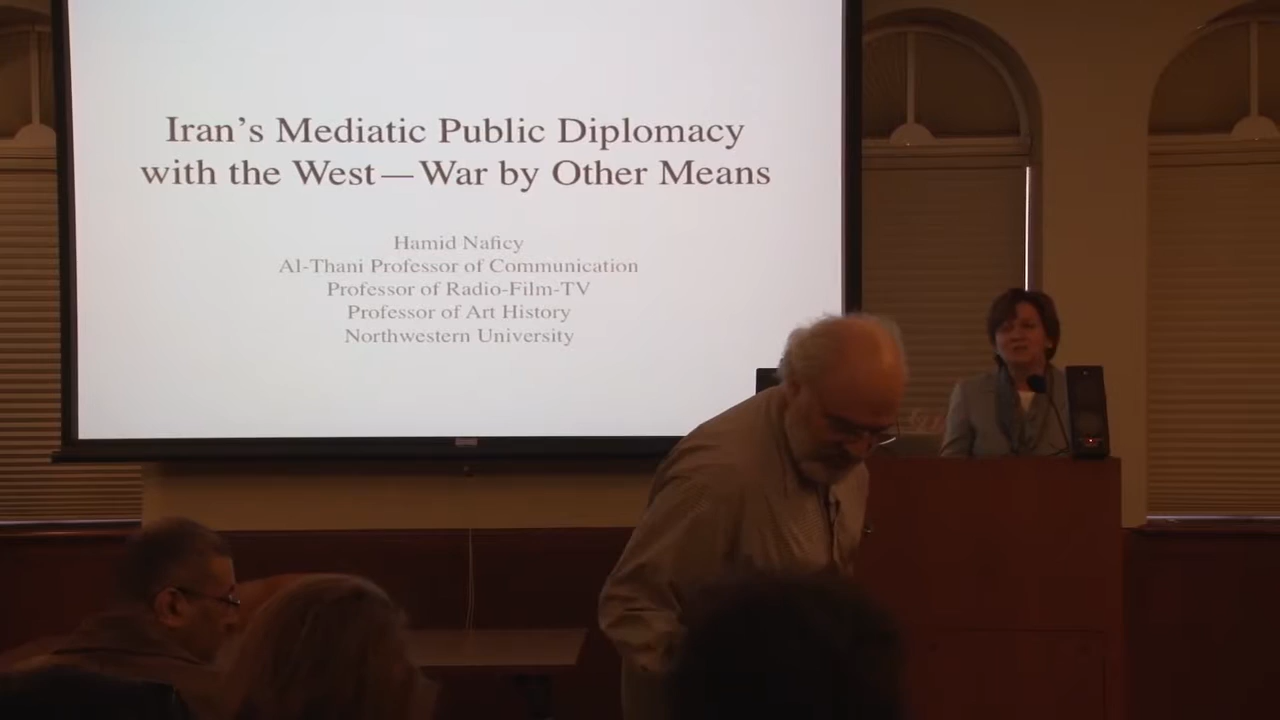 Iran's Mediatic Public Diplomacy
with the West—War by Other Means
Hamid Naficy
Al-Thani Professor of Communication
Professor of Radio-Film-TV
Professor of Art History
Northwestern University